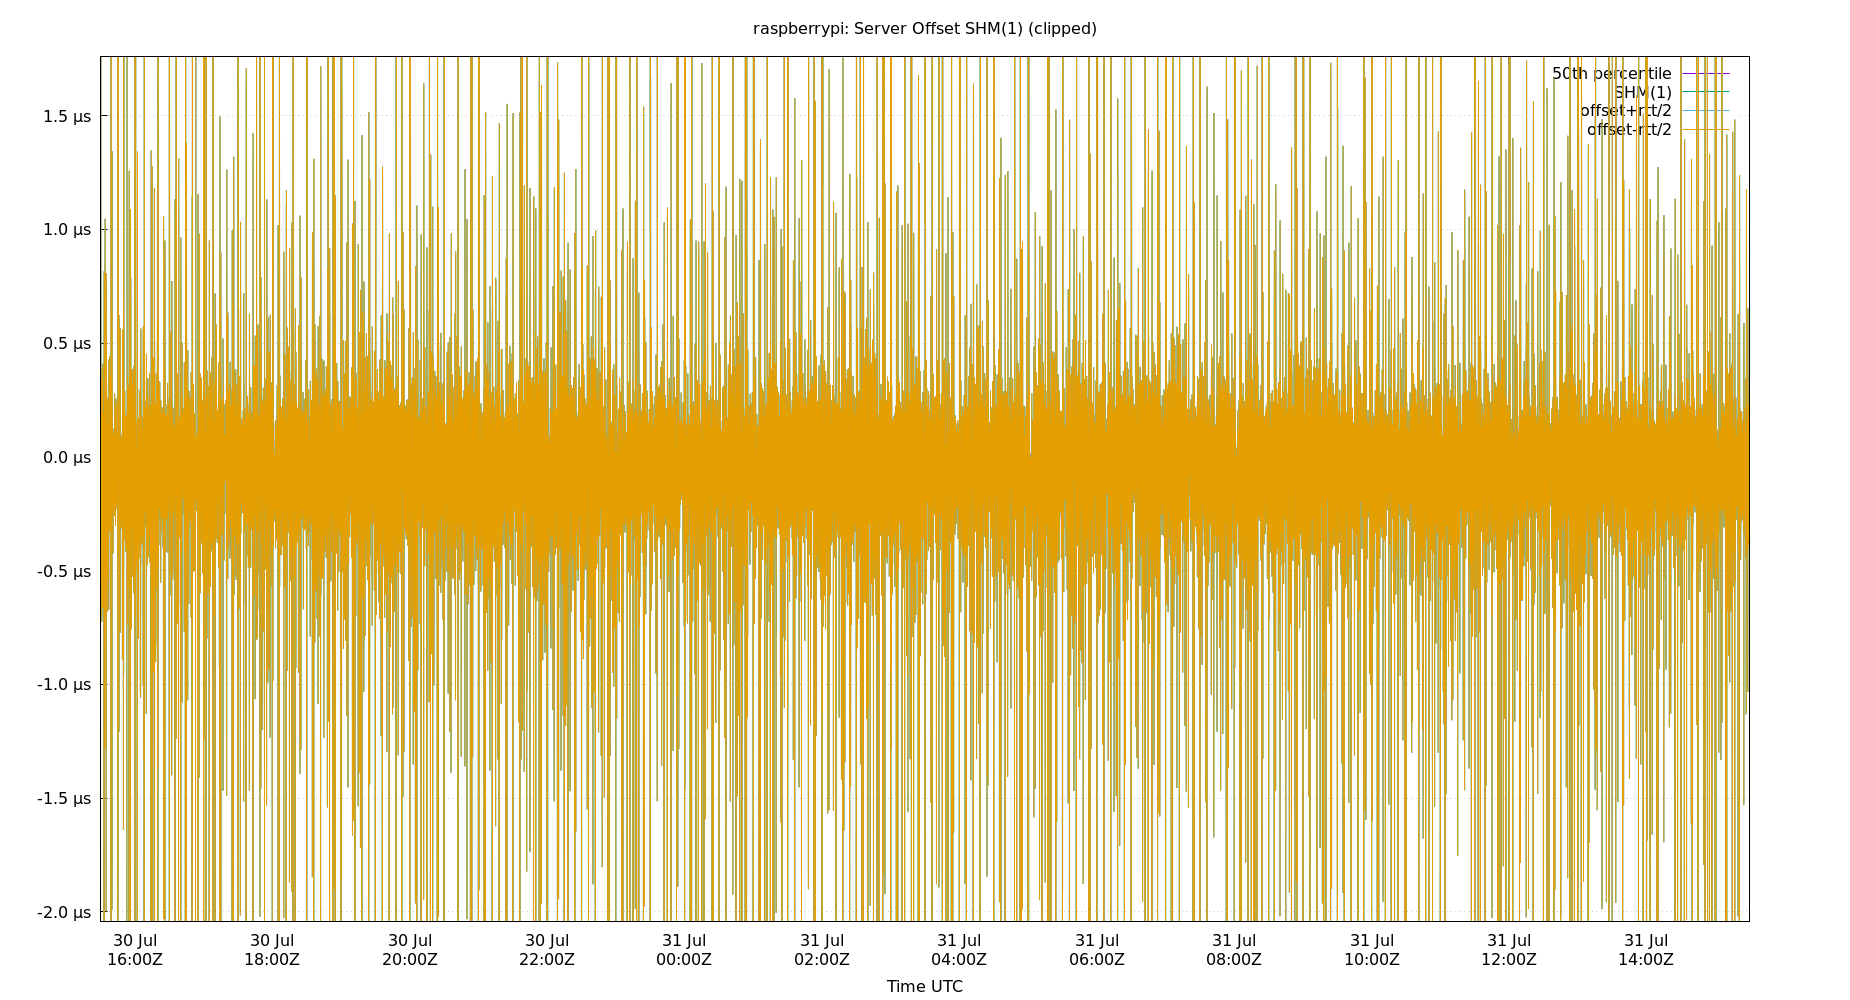 raspberrypi: Server Offset SHM(1) (clipped)
50th percentile
SHM(1)
offset+rtt/2
offset-rtt/2
1.5 µs
1.0 µs
0.5 µs
0.0 µs
-0.5 µs
-1.0 µs
-1.5 µs
-2.0 µs
30 Jul 30 Jul 30 Jul 30 Jul 31 Jul 31 Jul 31 Jul 31 Jul 31 Jul 31 Jul 31 Jul 31 Jul
16:00Z 18:00Z 20:00Z 22:00Z 00:00Z 02:00Z 04:00Z 06:00Z 08:00Z 10:00Z 12:00Z 14:00Z
Time UTC